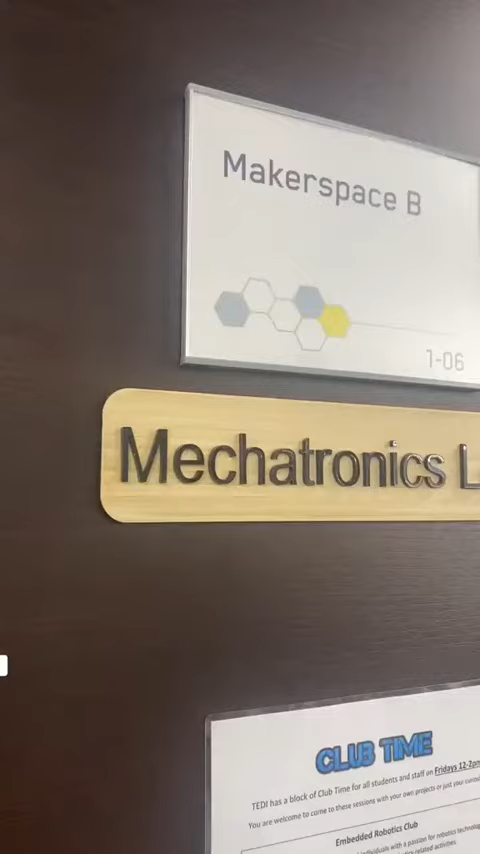 Makerspace B
1-06
Mechatronics L
CLUB TIME
TEDI has a block of Club Time for all students and staff on Fridays 12-2pm
You are welcome to come to these sessions with your own projects or just your
Embedded Robotics Club
individuals with a passion for robotics
related activities